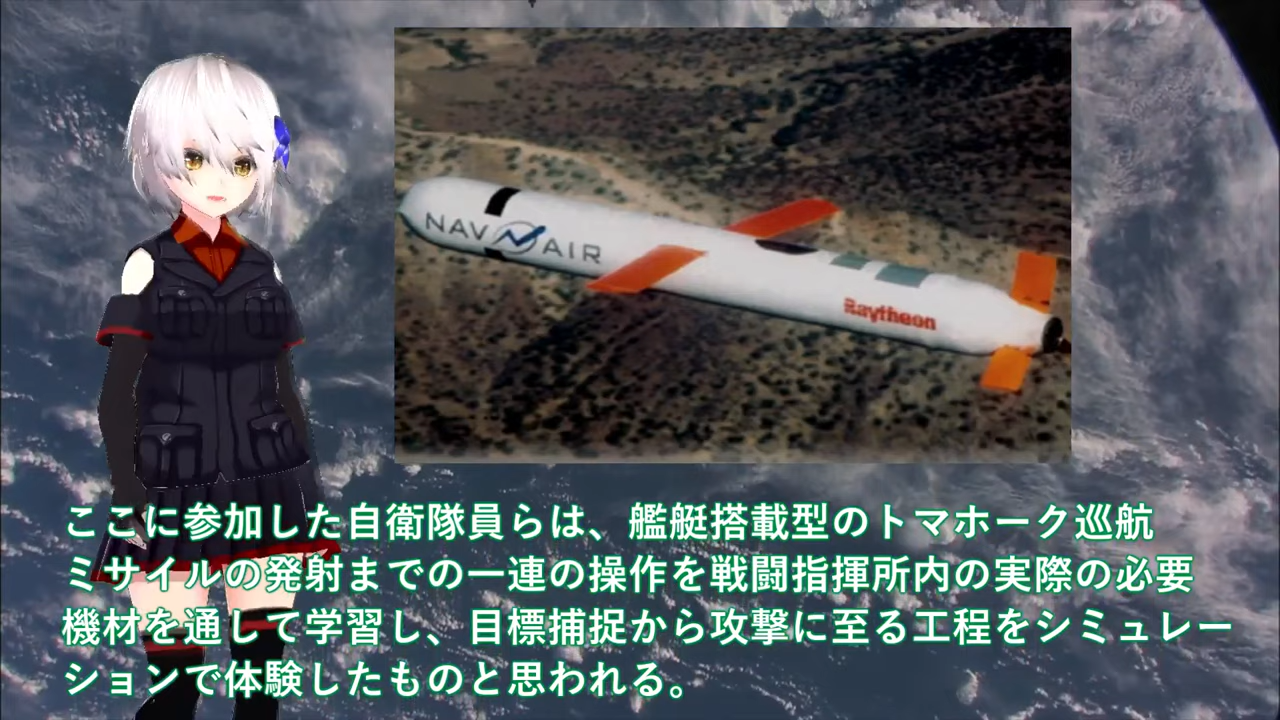 NAV AIR
Raytheon
ここに参加した自衛隊員らは、艦艇搭載型のトマホーク巡航
ミサイルの発射までの一連の操作を戦闘指揮所内の実際の必要
機材を通して学習し、目標捕捉から攻撃に至る工程をシミュレー
ションで体験したものと思われる。